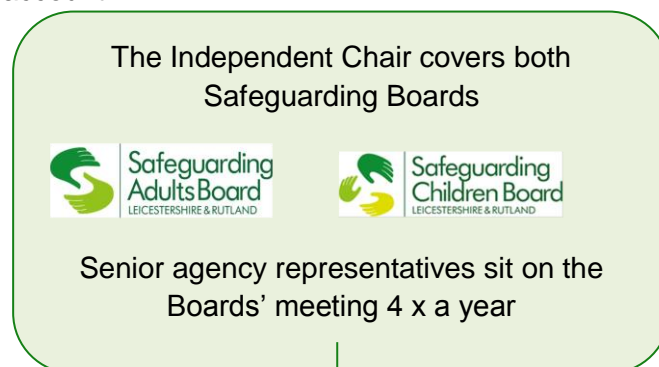 The Independent Chair covers both
Safeguarding Boards
Safeguarding
Adults Board
LEICESTERSHIRE & RUTLAND
Safeguarding
Children Board
LEICESTERSHIRE & RUTLAND
Senior agency representatives sit on the
Boards’ meeting 4 x a year